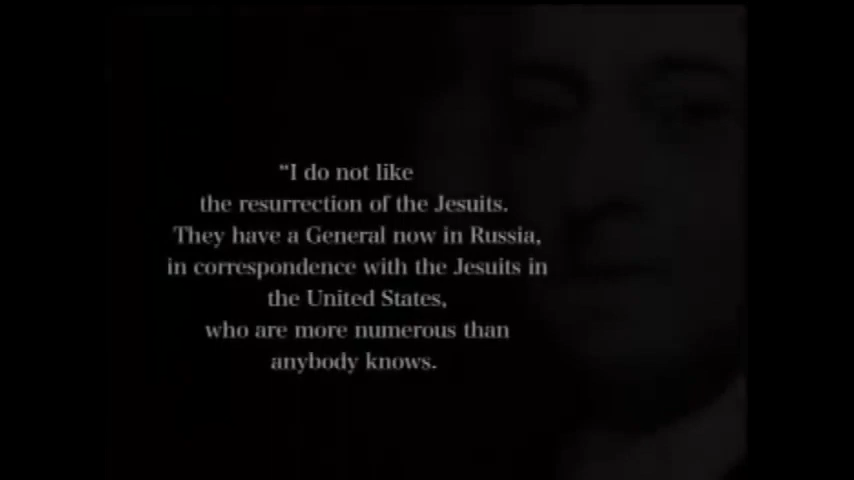 “I do not like
the resurrection of the Jesuits.
They have a General now in Russia,
in correspondence with the Jesuits in
the United States,
who are more numerous than
anybody knows.